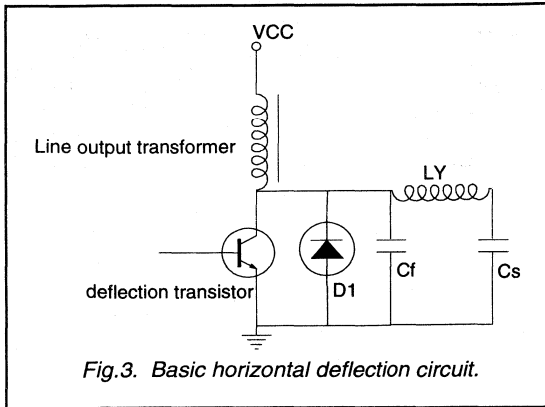 VCC
Line output transformer
LY
deflection transistor
D1
Cf
Cs
Fig.3. Basic horizontal deflection circuit.